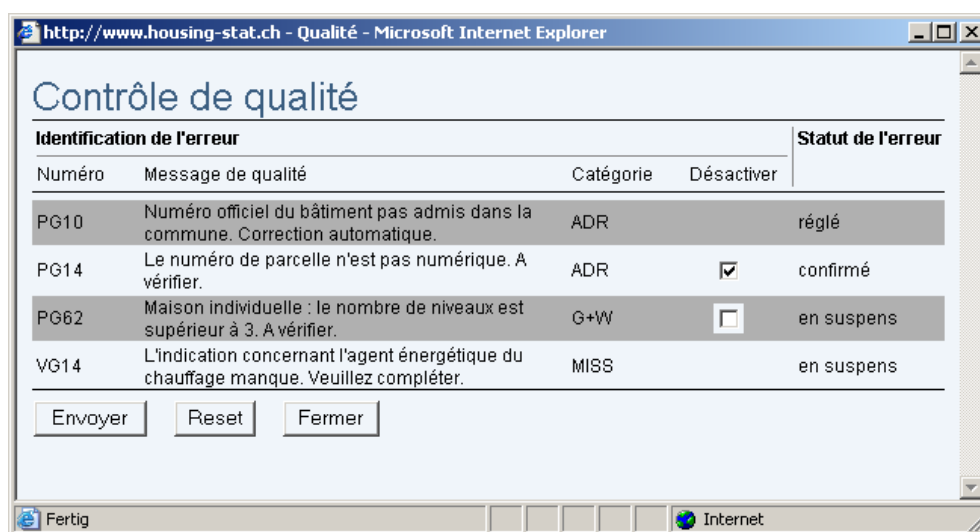 http://www.housing-stat.ch - Qualité - Microsoft Internet Explorer
Contrôle de qualité
Identification de l'erreur Statut de l'erreur
Numéro Message de qualité Catégorie Désactiver
PG10 Numéro officiel du bâtiment pas admis dans la commune. Correction automatique. ADR réglé
PG14 Le numéro de parcelle n'est pas numérique. A vérifier. ADR confirmé
PG62 Maison individuelle : le nombre de niveaux est supérieur à 3. A vérifier. G+W en suspens
VG14 L'indication concernant l'agent énergétique du chauffage manque. Veuillez compléter. MISS en suspens
Envoyer Reset Fermer
Fertig Internet